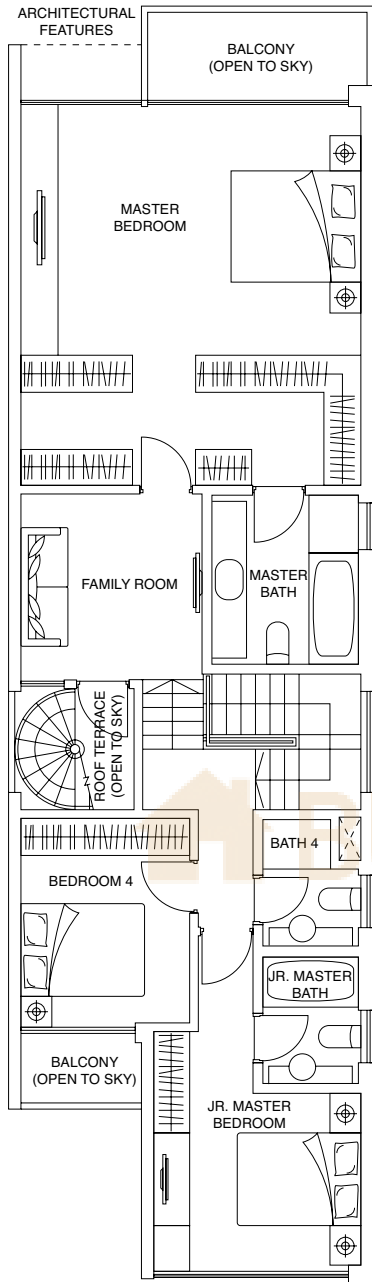 ARCHITECTURAL
FEATURES
BALCONY
(OPEN TO SKY)
MASTER
BEDROOM
FAMILY ROOM
MASTER
BATH
ROOF TERRACE
(OPEN TO SKY)
BATH 4
BEDROOM 4
JR. MASTER
BATH
BALCONY
(OPEN TO SKY)
JR. MASTER
BEDROOM